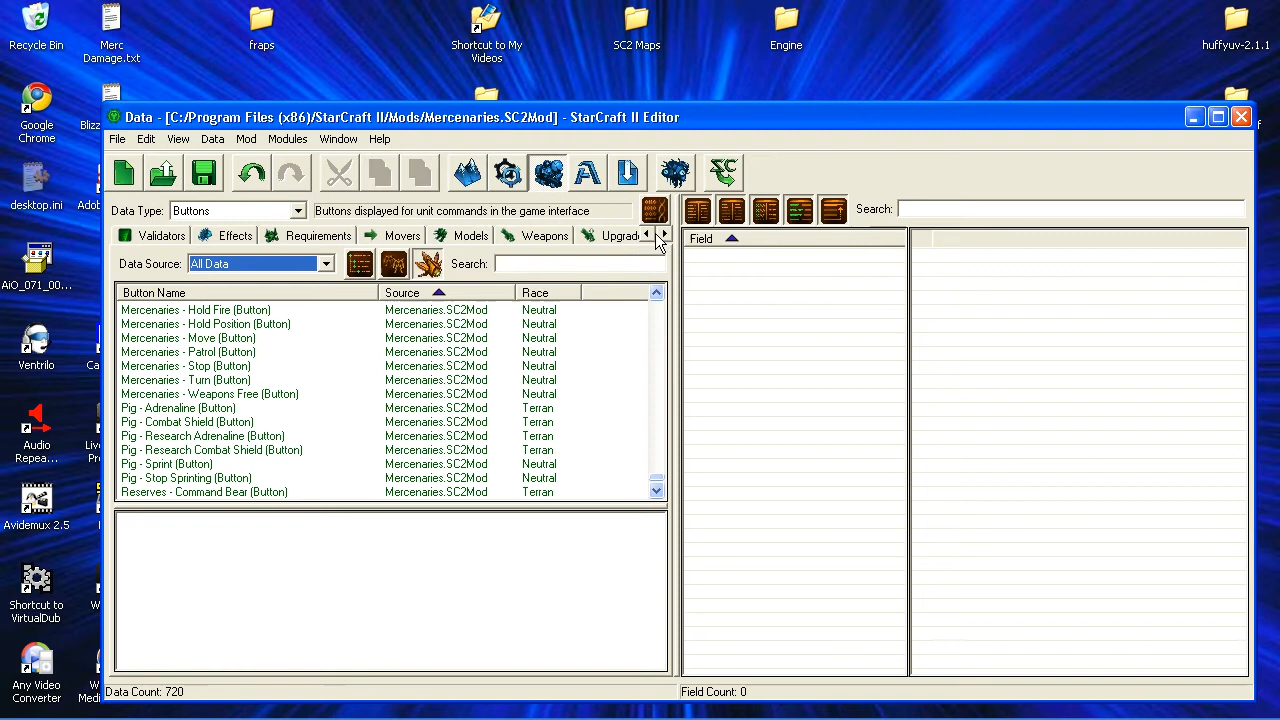 Recycle Bin
Merc
Damage.txt
fraps
Shortcut to My
Videos
SC2 Maps
Engine
huffyuv-2.1.1
Google
Chrome
Blizz
desktop.ini
Adob
AiO_071_00...
Ventrilo
Ca
Audio
Repea...
Liv
Pr
Avidemux 2.5
Shortcut to
VirtualDub
W
Any Video
Converter
W
Medi
Data - [C:/Program Files (x86)/StarCraft II/Mods/Mercenaries.SC2Mod] - StarCraft II Editor
File Edit View Data Mod Modules Window Help
Data Type: Buttons Buttons displayed for unit commands in the game interface
Search:
Validators Effects Requirements Movers Models Weapons Upgrad
Data Source: All Data Search:
Field
Button Name Source Race
Mercenaries - Hold Fire (Button) Mercenaries.SC2Mod Neutral
Mercenaries - Hold Position (Button) Mercenaries.SC2Mod Neutral
Mercenaries - Move (Button) Mercenaries.SC2Mod Neutral
Mercenaries - Patrol (Button) Mercenaries.SC2Mod Neutral
Mercenaries - Stop (Button) Mercenaries.SC2Mod Neutral
Mercenaries - Turn (Button) Mercenaries.SC2Mod Neutral
Mercenaries - Weapons Free (Button) Mercenaries.SC2Mod Neutral
Pig - Adrenaline (Button) Mercenaries.SC2Mod Terran
Pig - Combat Shield (Button) Mercenaries.SC2Mod Terran
Pig - Research Adrenaline (Button) Mercenaries.SC2Mod Terran
Pig - Research Combat Shield (Button) Mercenaries.SC2Mod Terran
Pig - Sprint (Button) Mercenaries.SC2Mod Neutral
Pig - Stop Sprinting (Button) Mercenaries.SC2Mod Neutral
Reserves - Command Bear (Button) Mercenaries.SC2Mod Terran
Data Count: 720
Field Count: 0